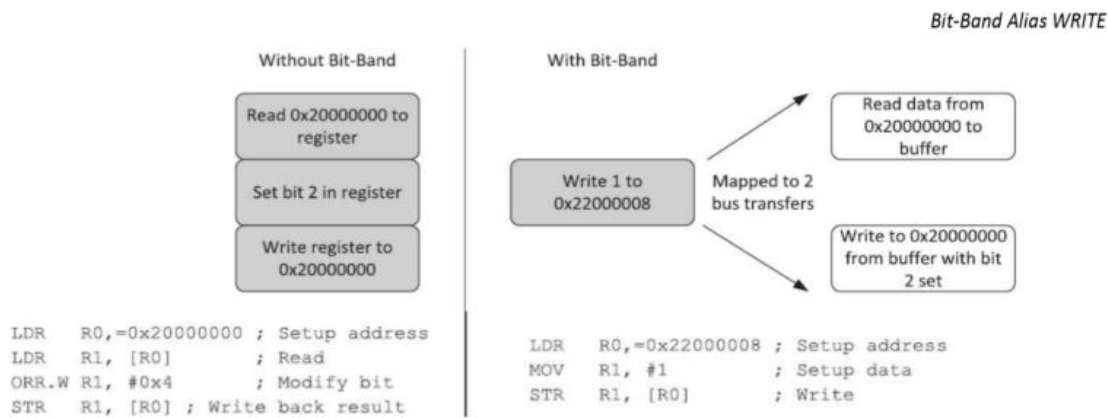 Bit-Band Alias WRITE
Without Bit-Band
Read 0x20000000 to
register
Set bit 2 in register
Write register to
0x20000000
LDR R0,=0x20000000 ; Setup address
LDR R1, [R0] ; Read
ORR.W R1, #0x4 ; Modify bit
STR R1, [R0] ; Write back result
With Bit-Band
Write 1 to
0x22000008
Mapped to 2
bus transfers
Read data from
0x20000000 to
buffer
Write to 0x20000000
from buffer with bit
2 set
LDR R0,=0x22000008 ; Setup address
MOV R1, #1 ; Setup data
STR R1, [R0] ; Write